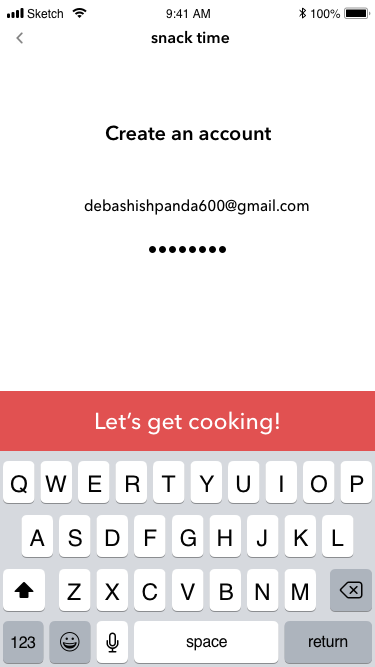 Sketch 9:41 AM 100%
snack time
Create an account
debashishpanda600@gmail.com
••••••••
Let's get cooking!
Q W E R T Y U I O P
A S D F G H J K L
Z X C V B N M
123 space return